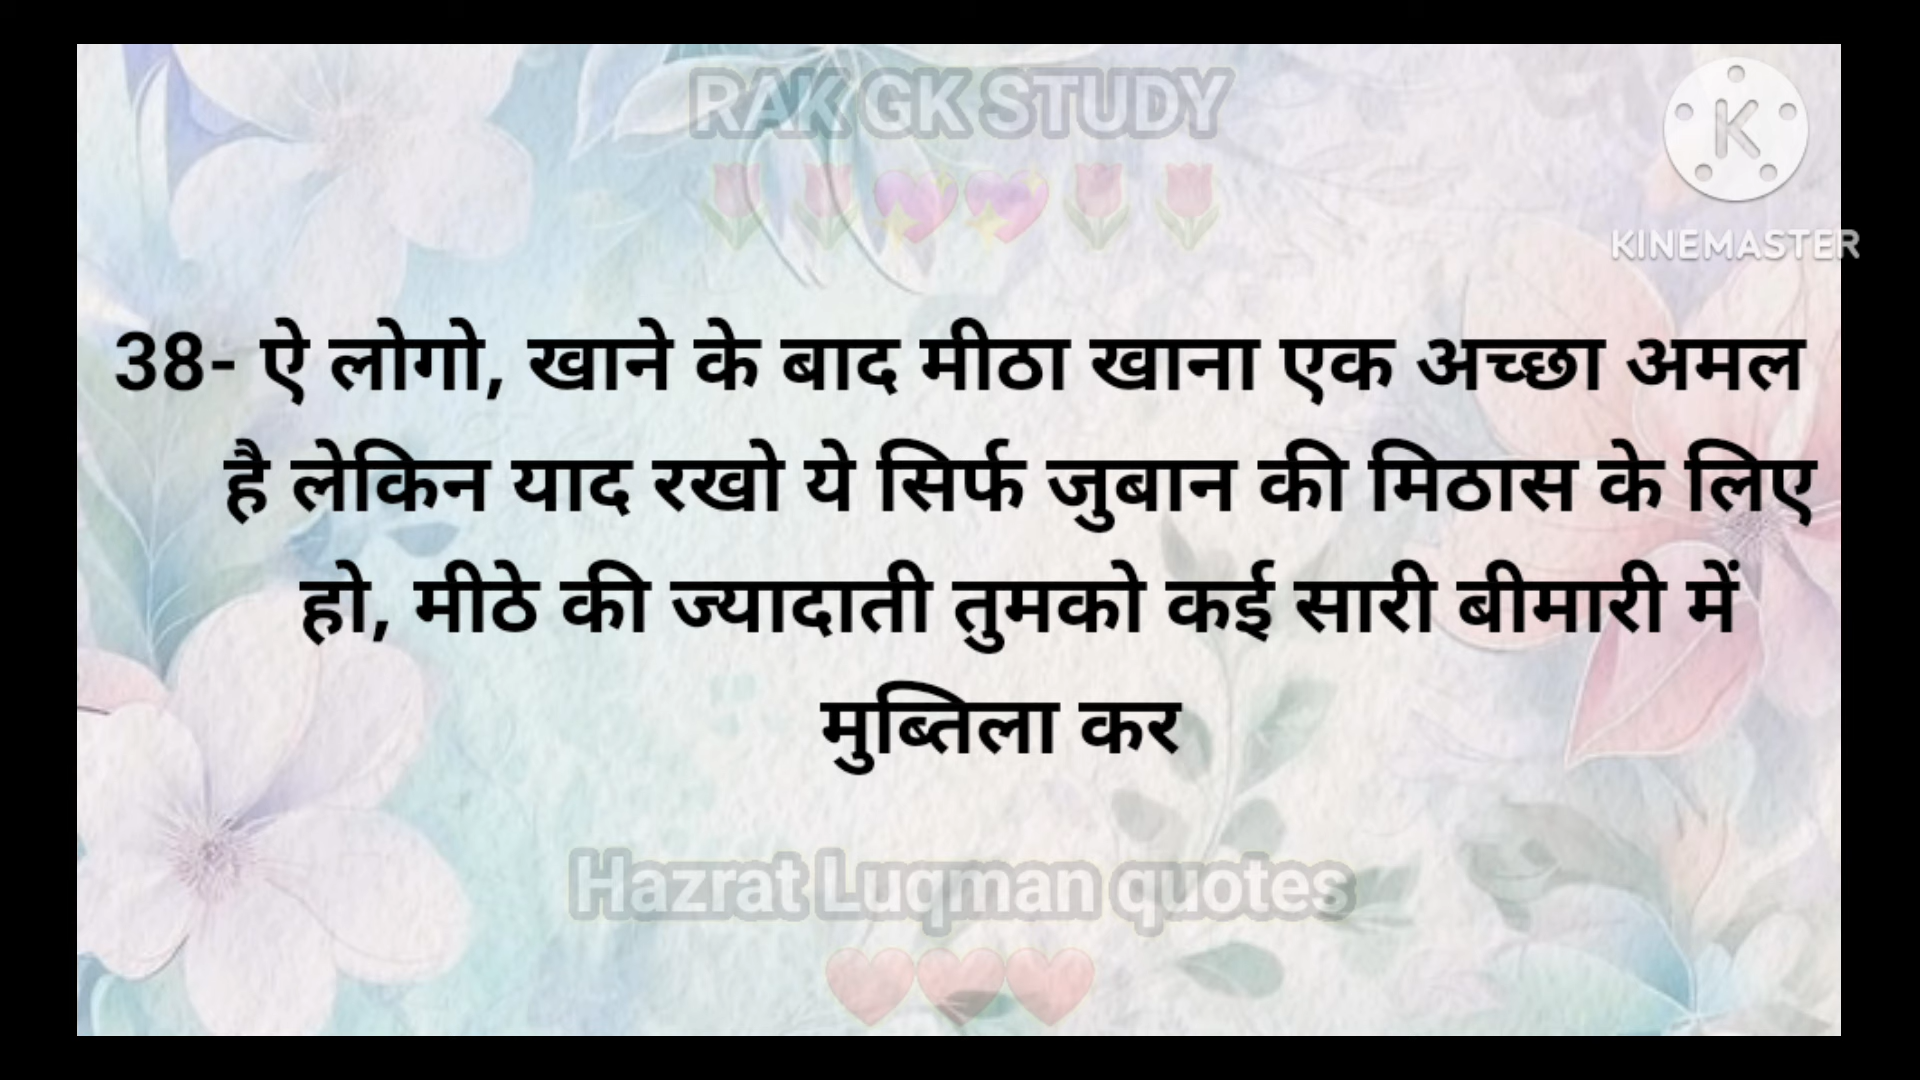 RAK GK STUDY
KINEMASTER
38- ऐ लोगो, खाने के बाद मीठा खाना एक अच्छा अमल
है लेकिन याद रखो ये सिर्फ जुबान की मिठास के लिए
हो, मीठे की ज्यादाती तुमको कई सारी बीमारी में
मुब्तिला कर
Hazrat Luqman quotes